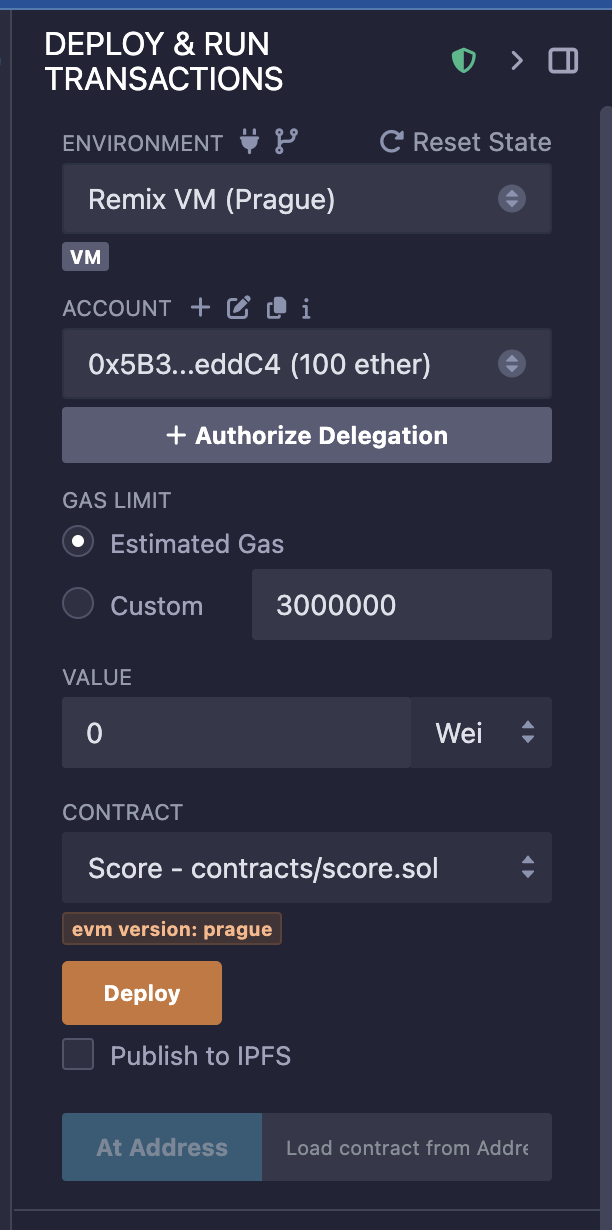 DEPLOY & RUN
TRANSACTIONS
ENVIRONMENT Reset State
Remix VM (Prague)
VM
ACCOUNT
0x5B3...eddC4 (100 ether)
+ Authorize Delegation
GAS LIMIT
Estimated Gas
Custom 3000000
VALUE
0 Wei
CONTRACT
Score - contracts/score.sol
evm version: prague
Deploy
Publish to IPFS
At Address Load contract from Addre